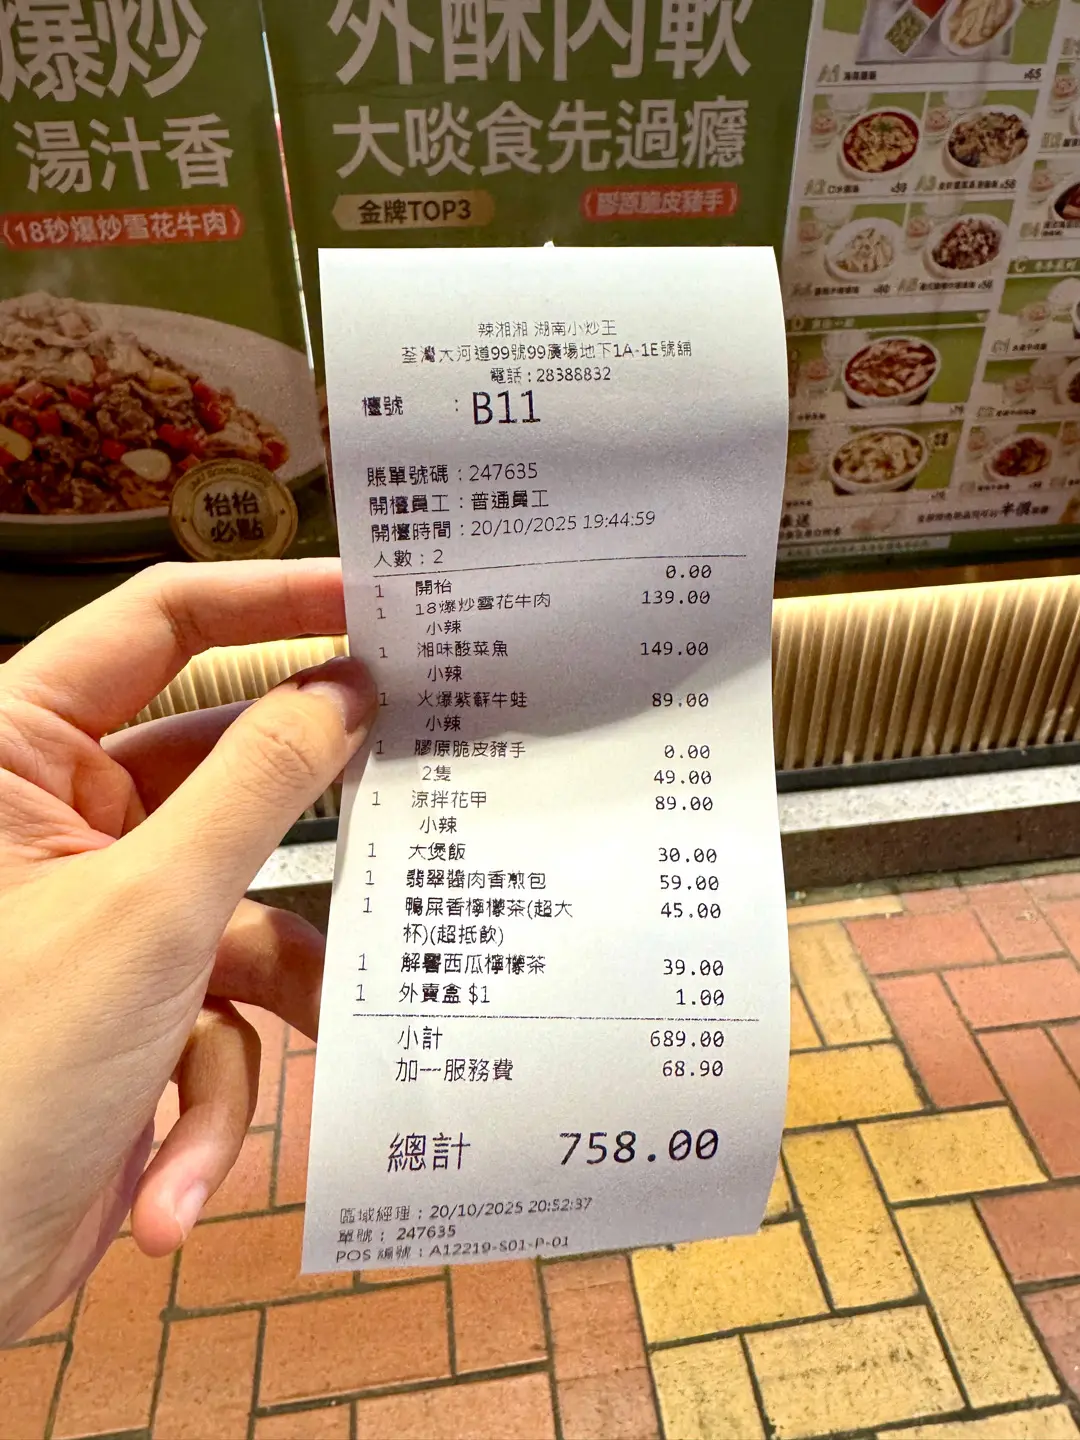 爆炒
湯汁香
(18秒爆炒雪花牛肉)
外酥內軟
大啖食先過癮
金牌TOP3
(膠原脆皮豬手)
枱枱
必點
半價
辣湘湘 湖南小炒王
荃灣大河道99號99廣場地下1A-1E號舖
電話：28388832
檯號 : B11
賬單號碼：247635
開檯員工：普通員工
開檯時間：20/10/2025 19:44:59
人數：2
1 開枱 0.00
1 18爆炒雪花牛肉 139.00
小辣
1 湘味酸菜魚 149.00
小辣
1 火爆紫蘇牛蛙 89.00
小辣
1 膠原脆皮豬手 0.00
2隻 49.00
1 涼拌花甲 89.00
小辣
1 大煲飯 30.00
1 翡翠醬肉香煎包 59.00
1 鴨屎香檸檬茶(超大 45.00
杯)(超抵飲)
1 解暑西瓜檸檬茶 39.00
1 外賣盒 $1 1.00
小計 689.00
加一服務費 68.90
總計 758.00
區域經理：20/10/2025 20:52:37
單號： 247635
POS 編號：A12219-S01-P-01